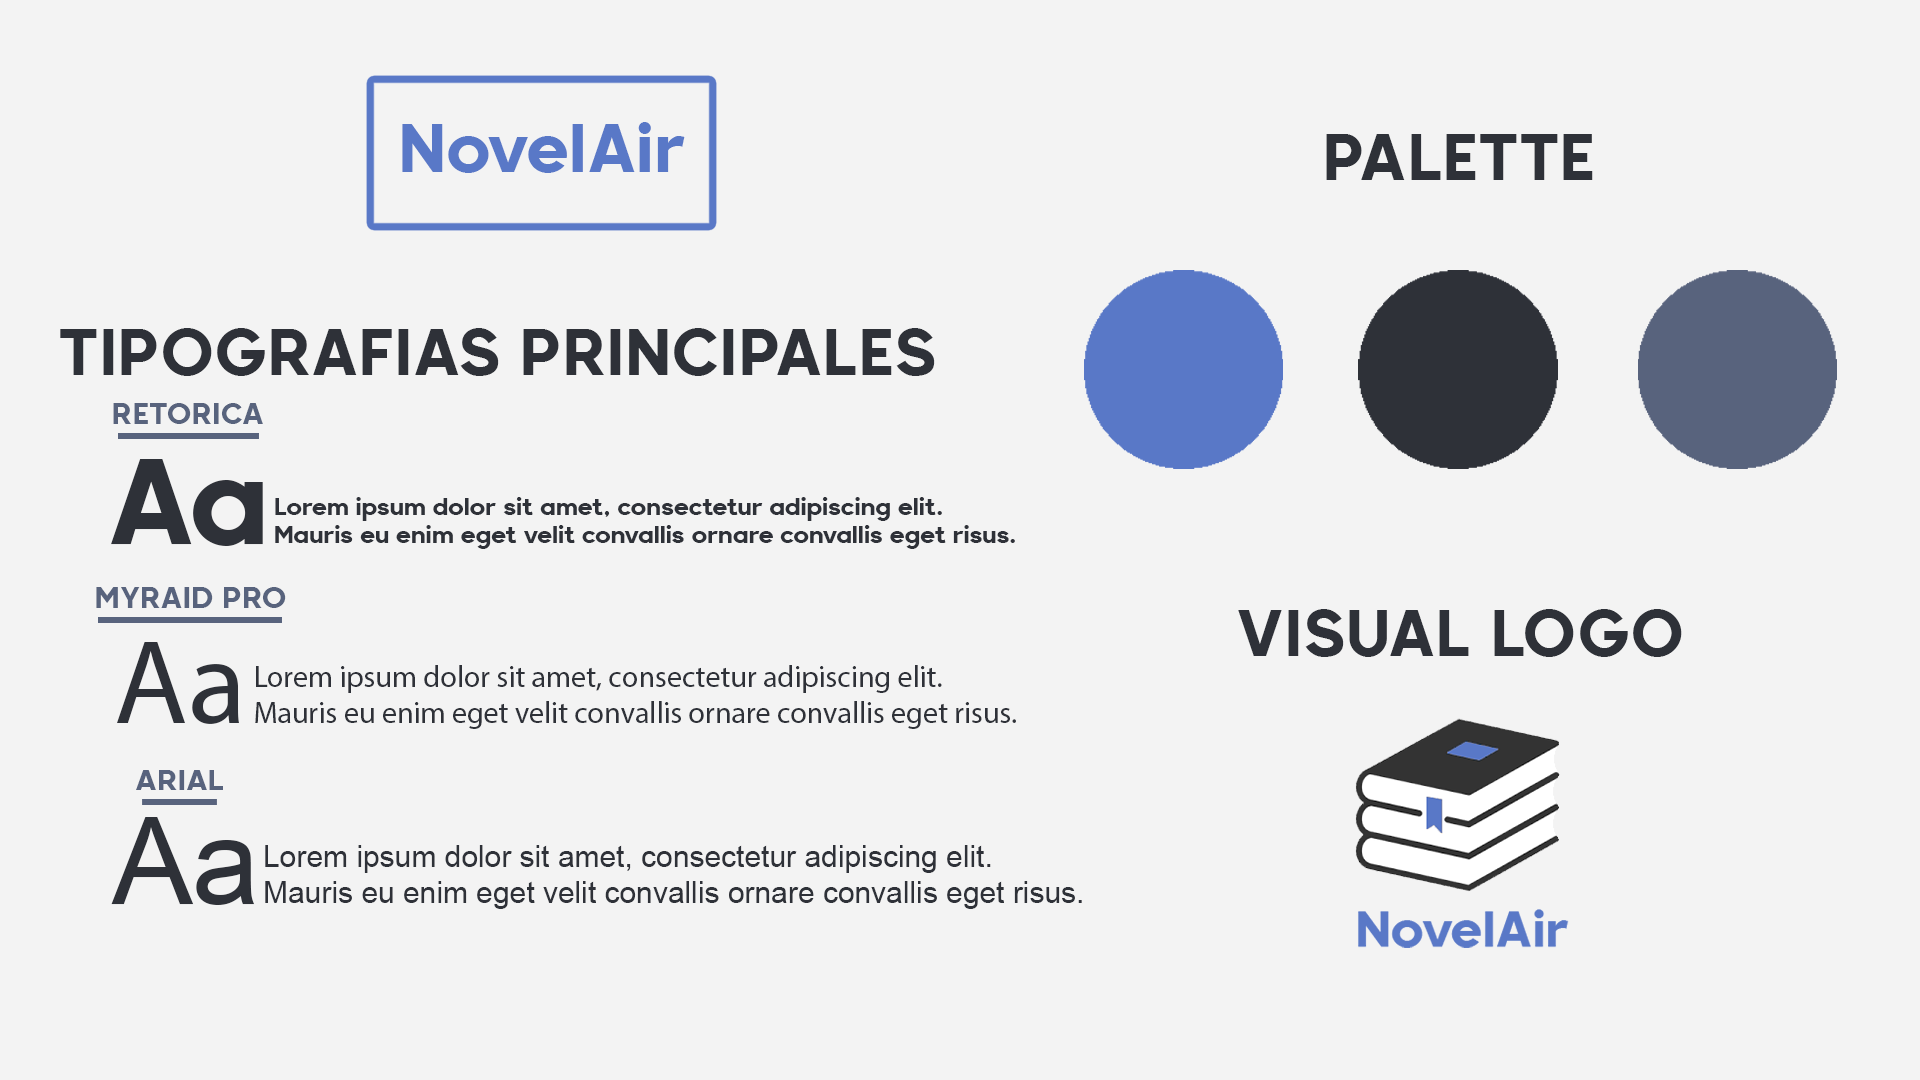 NovelAir
TIPOGRAFIAS PRINCIPALES
RETORICA
Aa
Lorem ipsum dolor sit amet, consectetur adipiscing elit.
Mauris eu enim eget velit convallis ornare convallis eget risus.
MYRAID PRO
Aa
Lorem ipsum dolor sit amet, consectetur adipiscing elit.
Mauris eu enim eget velit convallis ornare convallis eget risus.
ARIAL
Aa
Lorem ipsum dolor sit amet, consectetur adipiscing elit.
Mauris eu enim eget velit convallis ornare convallis eget risus.
PALETTE
VISUAL LOGO
NovelAir